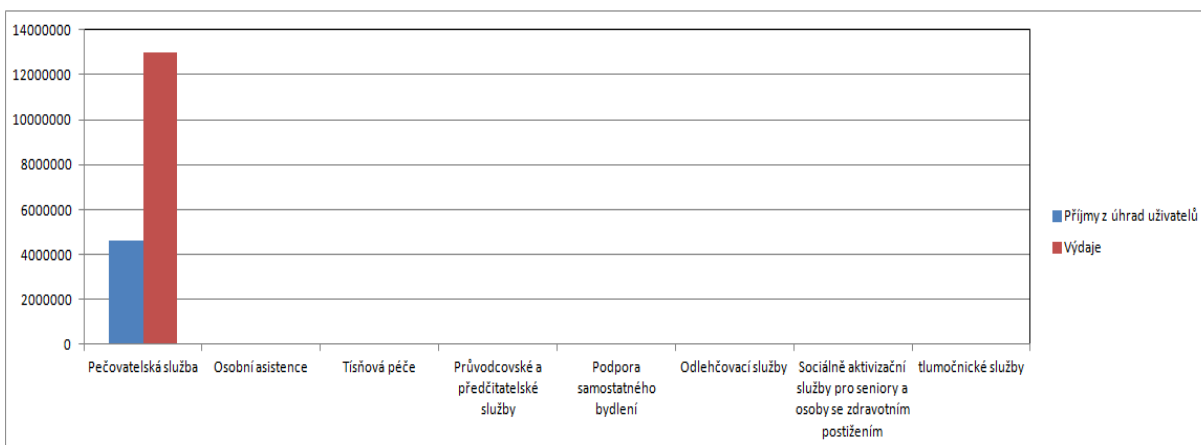 14000000
12000000
10000000
8000000
6000000
4000000
2000000
0
Pečovatelská služba
Osobní asistence
Tísňová péče
Průvodcovské a
předčitatelské
služby
Podpora
samostatného
bydlení
Odlehčovací služby
Sociálně aktivizační
služby pro seniory a
osoby se zdravotním
postižením
tlumočnické služby
Příjmy z úhrad uživatelů
Výdaje